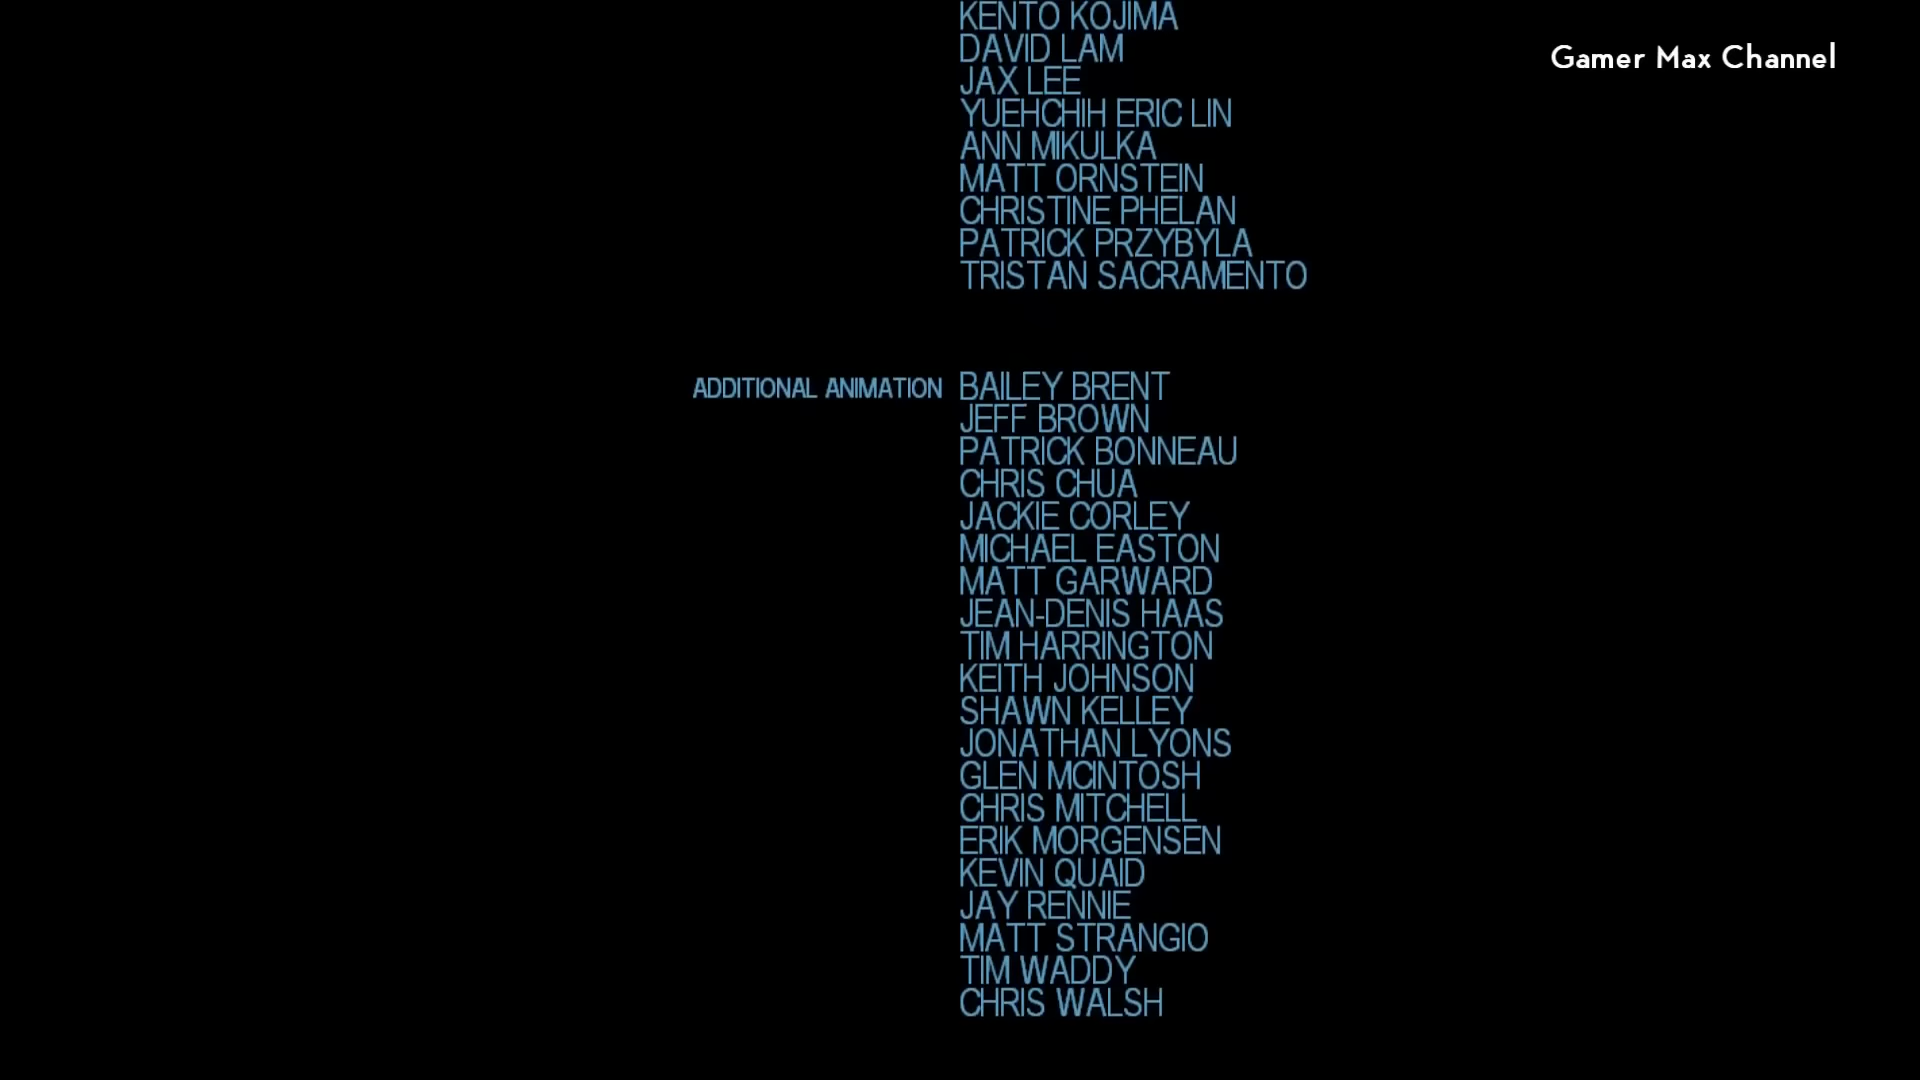 KENTO KOJIMA
DAVID LAM
Gamer Max Channel
JAX LEE
YUEHCHIH ERIC LIN
ANN MIKULKA
MATT ORNSTEIN
CHRISTINE PHELAN
PATRICK PRZYBYLA
TRISTAN SACRAMENTO
ADDITIONAL ANIMATION BAILEY BRENT
JEFF BROWN
PATRICK BONNEAU
CHRIS CHUA
JACKIE CORLEY
MICHAEL EASTON
MATT GARWARD
JEAN-DENIS HAAS
TIM HARRINGTON
KEITH JOHNSON
SHAWN KELLEY
JONATHAN LYONS
GLEN MCINTOSH
CHRIS MITCHELL
ERIK MORGENSEN
KEVIN QUAID
JAY RENNIE
MATT STRANGIO
TIM WADDY
CHRIS WALSH